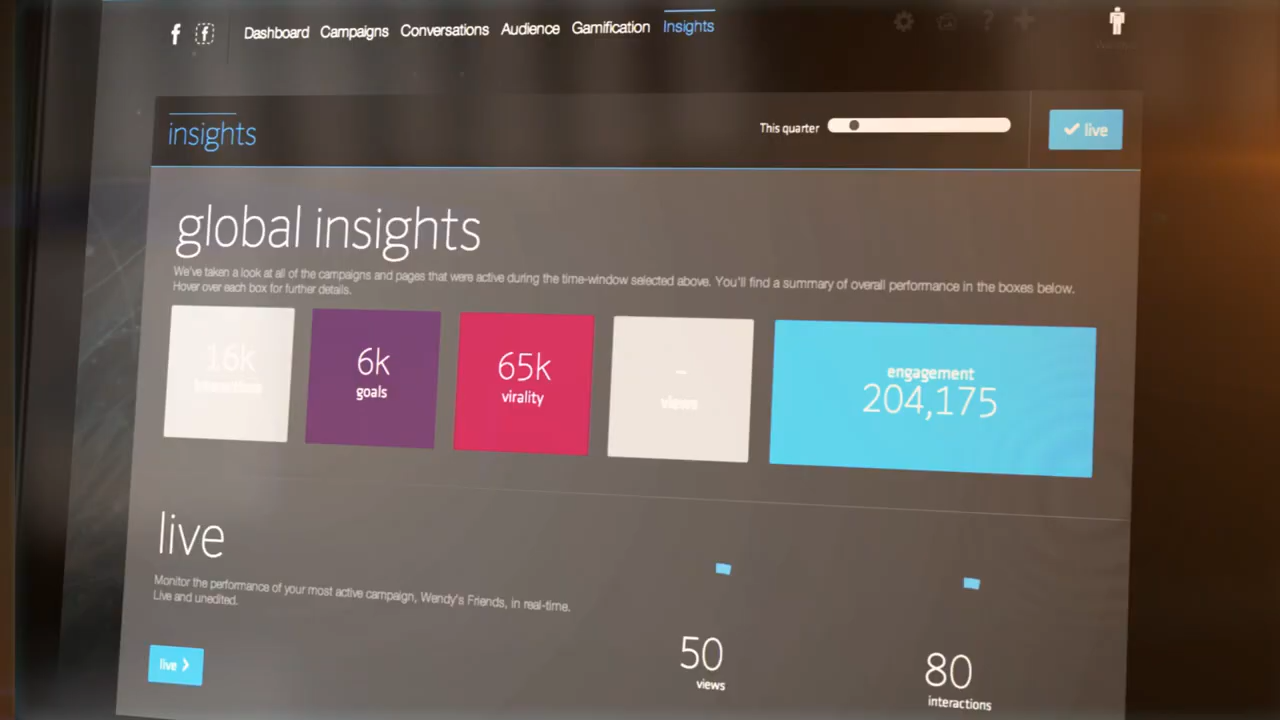 Dashboard Campaigns Conversations Audience Gamification Insights
insights
This quarter
live
global insights
We've taken a look at all of the campaigns and pages that were active during the time-window selected above. You'll find a summary of overall performance in the boxes below.
Hover over each box for further details.
16k
6k
goals
65k
virality
-
views
engagement
204,175
live
Monitor the performance of your most active campaign, Wendy's Friends, in real-time.
Live and unedited.
live
50
views
80
interactions